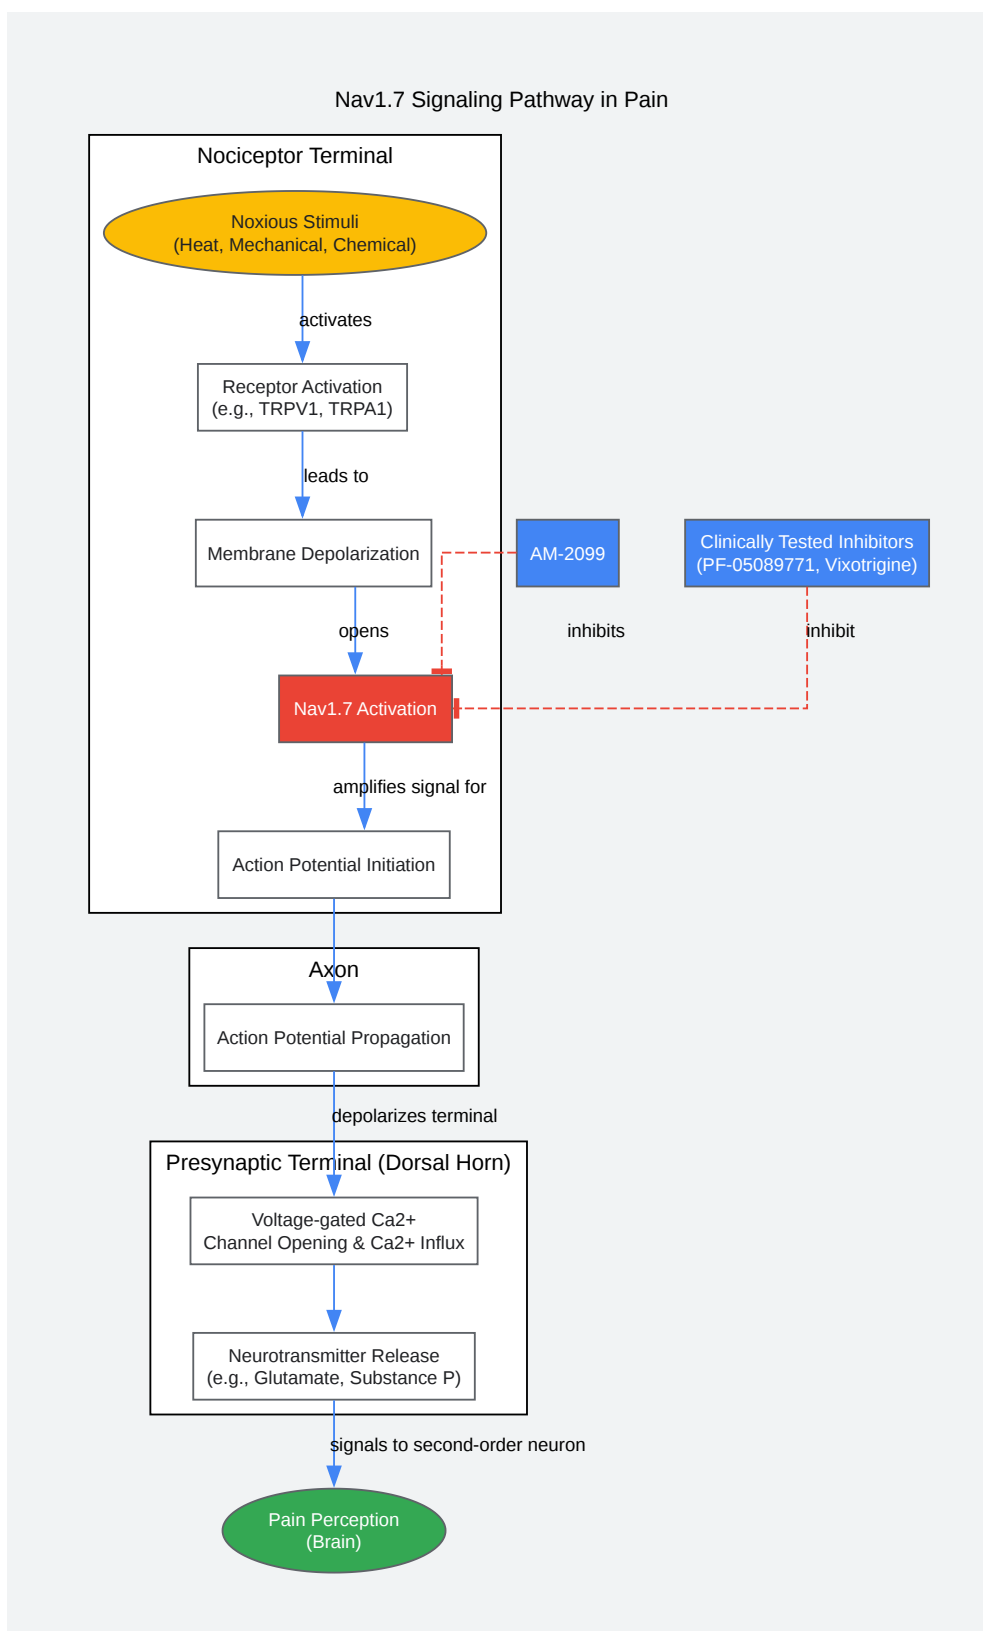 Nav1.7 Signaling Pathway in Pain
Nociceptor Terminal
Noxious Stimuli
(Heat, Mechanical, Chemical)
activates
Receptor Activation
(e.g., TRPV1, TRPA1)
leads to
Membrane Depolarization
AM-2099
Clinically Tested Inhibitors
(PF-05089771, Vixotrigine)
opens
inhibits
inhibit
Nav1.7 Activation
amplifies signal for
Action Potential Initiation
Axon
Action Potential Propagation
depolarizes terminal
Presynaptic Terminal (Dorsal Horn)
Voltage-gated Ca2+
Channel Opening & Ca2+ Influx
Neurotransmitter Release
(e.g., Glutamate, Substance P)
signals to second-order neuron
Pain Perception
(Brain)